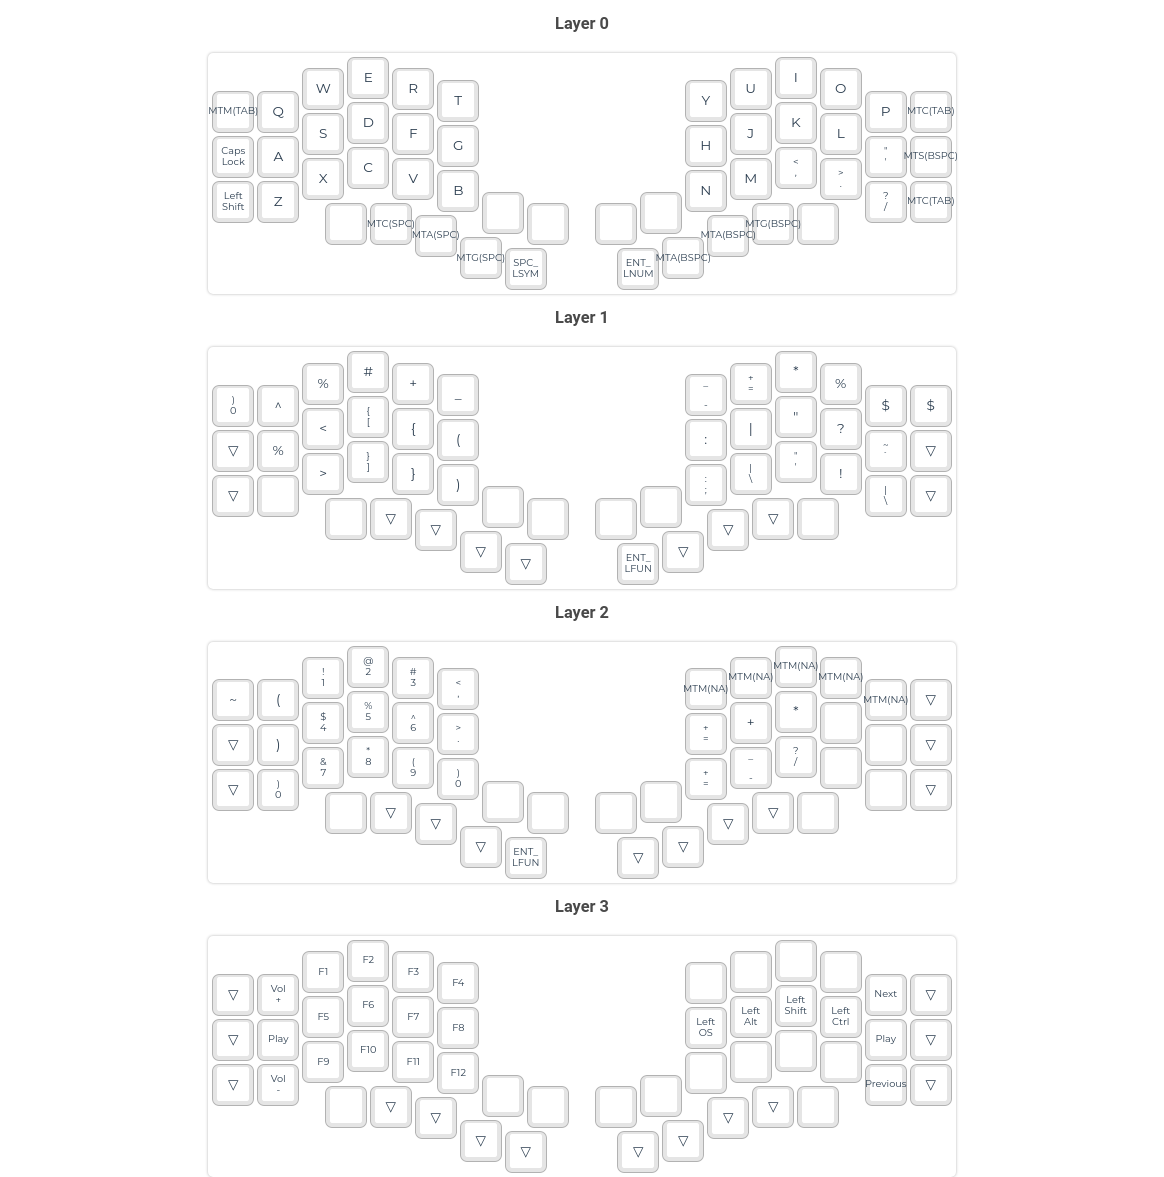 Layer 0
MTM(TAB) Q W E R T Y U I O P MTC(TAB)
Caps Lock A S D F G H J K L " ' MTS(BSPC)
Left Shift Z X C V B N M < , > . ? / MTC(TAB)
MTC(SPC) MTA(SPC) MTA(BSPC) MTG(BSPC)
MTG(SPC) SPC_ LSYM ENT_ LNUM MTA(BSPC)
Layer 1
) 0 ^ % # + _ _ - + = * % $ $
▽ % < { [ { ( : | " ? ~ ` ▽
▽ > } ] } ) : ; | \ " ' ! | \ ▽
▽ ▽ ▽ ▽
▽ ▽ ENT_ LFUN ▽
Layer 2
~ ( ! 1 @ 2 # 3 < , MTM(NA) MTM(NA) MTM(NA) MTM(NA) MTM(NA) ▽
▽ ) $ 4 % 5 ^ 6 > . + = + * ▽
▽ ) 0 & 7 * 8 ( 9 ) 0 + = _ - ? / ▽
▽ ▽ ▽ ▽
▽ ENT_ LFUN ▽ ▽
Layer 3
▽ Vol + F1 F2 F3 F4 Next ▽
▽ Play F5 F6 F7 F8 Left OS Left Alt Left Shift Left Ctrl Play ▽
▽ Vol - F9 F10 F11 F12 Previous ▽
▽ ▽ ▽ ▽
▽ ▽ ▽ ▽